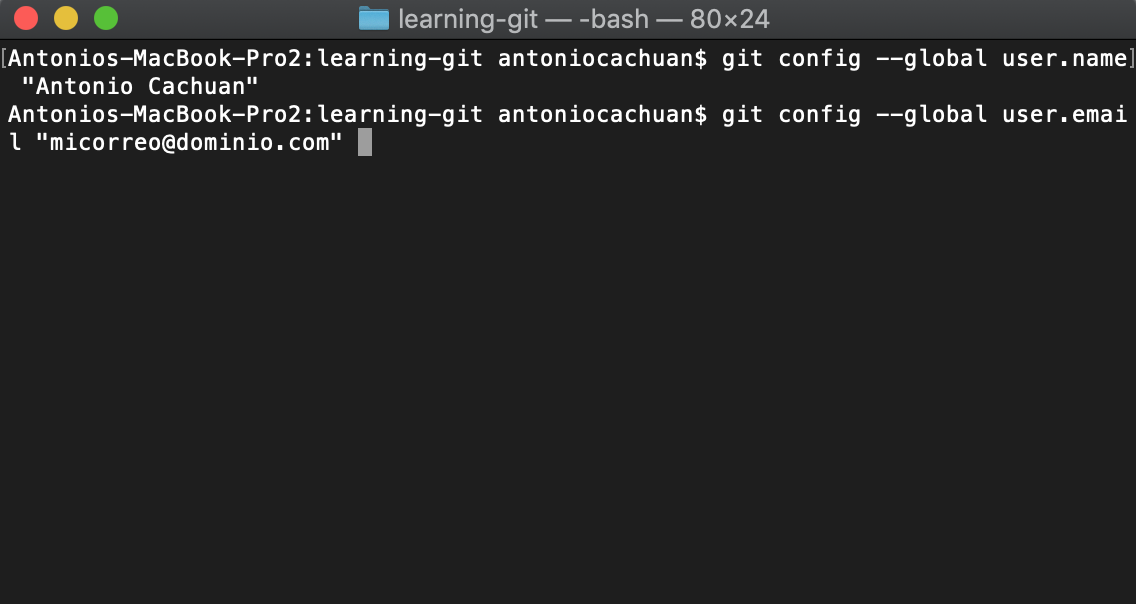 learning-git — -bash — 80×24
[Antonios-MacBook-Pro2:learning-git antoniocachuan$ git config --global user.name]
"Antonio Cachuan"
Antonios-MacBook-Pro2:learning-git antoniocachuan$ git config --global user.emai
l "micorreo@dominio.com"